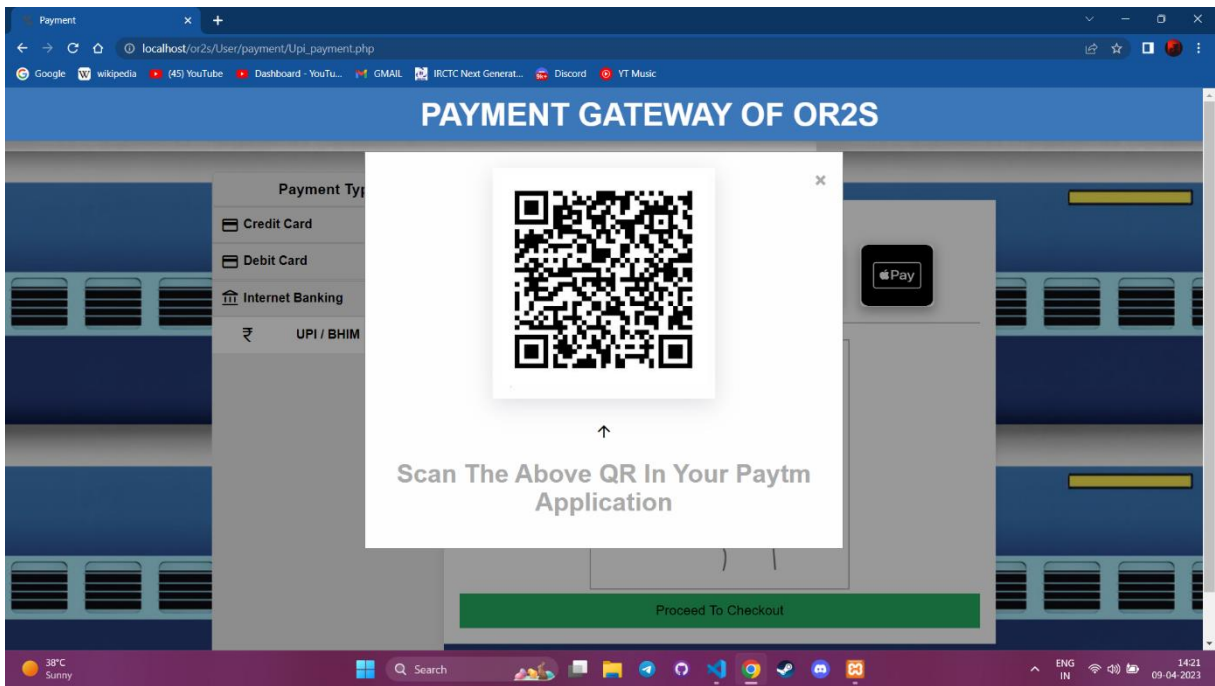 Payment
localhost/or2s/User/payment/Upi_payment.php
Google
wikipedia
(45) YouTube
Dashboard - YouTu...
GMAIL
IRCTC Next Generat...
Discord
YT Music
PAYMENT GATEWAY OF OR2S
Payment Typ
Credit Card
Debit Card
Internet Banking
₹ UPI / BHIM
Pay
Scan The Above QR In Your Paytm
Application
Proceed To Checkout
38°C
Sunny
Search
ENG
IN
14:21
09-04-2023